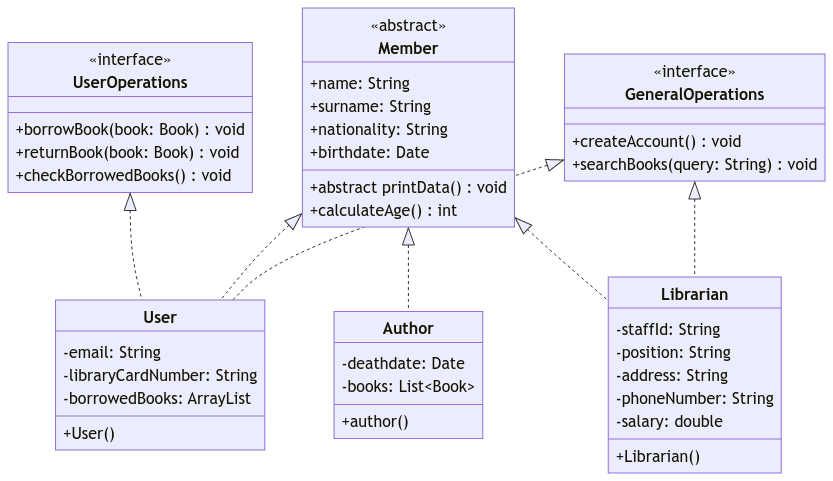 «interface»
UserOperations
+borrowBook(book: Book) : void
+returnBook(book: Book) : void
+checkBorrowedBooks() : void
«abstract»
Member
+name: String
+surname: String
+nationality: String
+birthdate: Date
+abstract printData() : void
+calculateAge() : int
«interface»
GeneralOperations
+createAccount() : void
+searchBooks(query: String) : void
User
-email: String
-libraryCardNumber: String
-borrowedBooks: ArrayList
+User()
Author
-deathdate: Date
-books: List<Book>
+author()
Librarian
-staffId: String
-position: String
-address: String
-phoneNumber: String
-salary: double
+Librarian()